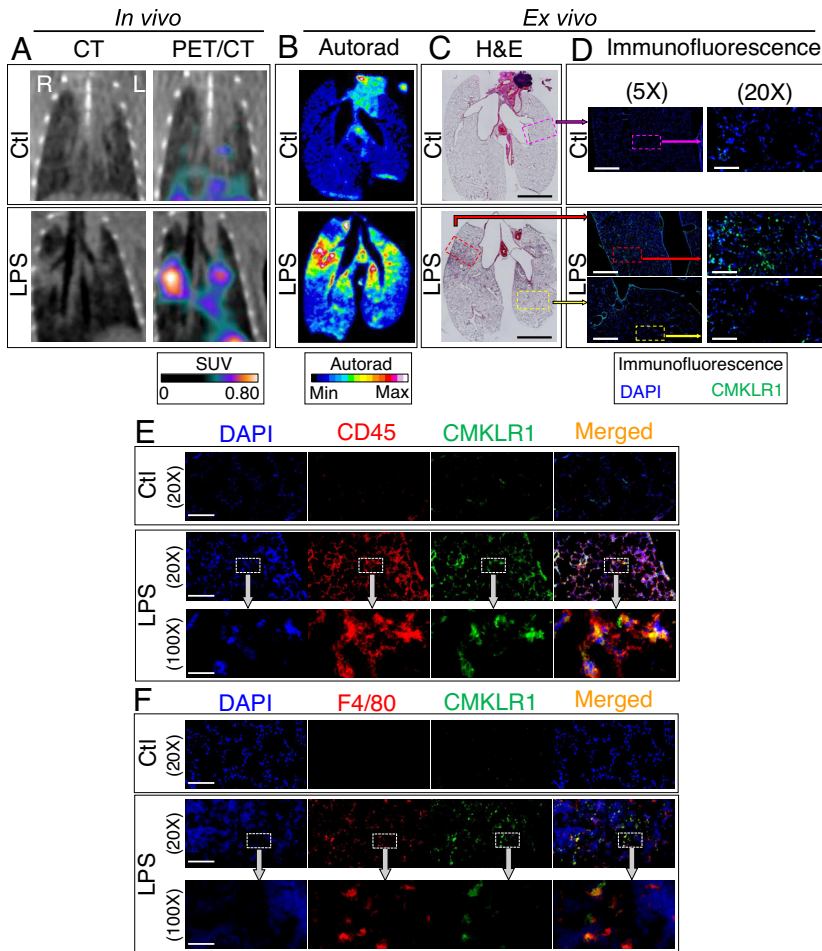 In vivo
Ex vivo
A
CT
PET/CT
B
Autorad
C
H&E
D
Immunofluorescence
(5X)
(20X)
R
L
Ctl
Ctl
Ctl
Ctl
LPS
LPS
LPS
LPS
SUV
0
0.80
Autorad
Min
Max
Immunofluorescence
DAPI
CMKLR1
E
DAPI
CD45
CMKLR1
Merged
Ctl
(20X)
LPS
(20X)
(100X)
F
DAPI
F4/80
CMKLR1
Merged
Ctl
(20X)
LPS
(20X)
(100X)